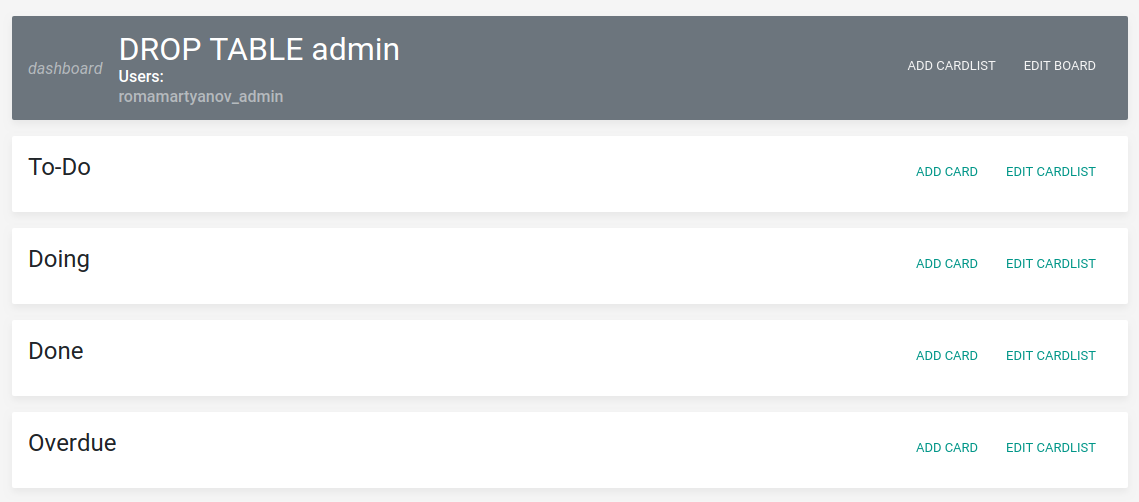 dashboard
DROP TABLE admin
Users:
romamartyanov_admin
ADD CARDLIST EDIT BOARD
To-Do
ADD CARD EDIT CARDLIST
Doing
ADD CARD EDIT CARDLIST
Done
ADD CARD EDIT CARDLIST
Overdue
ADD CARD EDIT CARDLIST